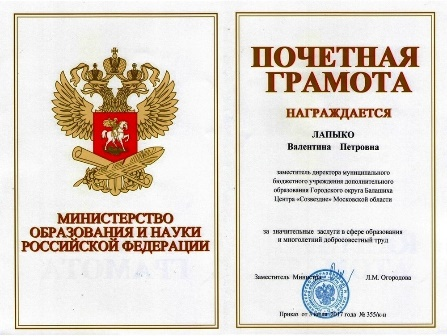 МИНИСТЕРСТВО
ОБРАЗОВАНИЯ И НАУКИ
РОССИЙСКОЙ ФЕДЕРАЦИИ
ПОЧЕТНАЯ
ГРАМОТА
НАГРАЖДАЕТСЯ
ЛАПЫКО
Валентина Петровна
заместитель директора муниципального
бюджетного учреждения дополнительного
образования Городского округа Балашиха
Центра «Созвездие» Московской области
за значительные заслуги в сфере образования
и многолетний добросовестный труд
Заместитель Министра Л.М. Огородова
Приказ от 3 2017 года № 355/к-н